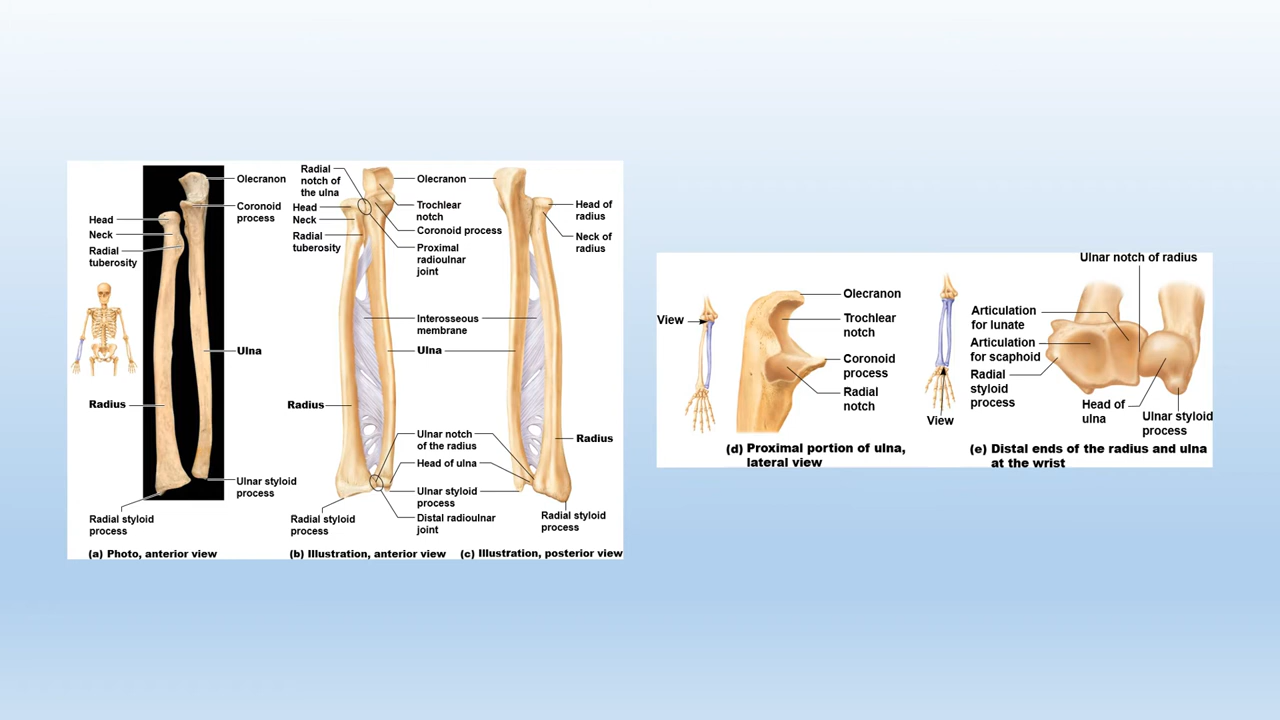 Olecranon
Coronoid
process
Head
Neck
Radial
tuberosity
Ulna
Radius
Ulnar styloid
process
Radial styloid
process
(a) Photo, anterior view
Radial
notch of
the ulna
Head
Neck
Radial
tuberosity
Olecranon
Trochlear
notch
Coronoid process
Proximal
radioulnar
joint
Interosseous
membrane
Ulna
Radius
Ulnar notch
of the radius
Head of ulna
Ulnar styloid
process
Distal radioulnar
joint
Radial styloid
process
(b) Illustration, anterior view
Head of
radius
Neck of
radius
Radius
Radial styloid
process
(c) Illustration, posterior view
View
Olecranon
Trochlear
notch
Coronoid
process
Radial
notch
(d) Proximal portion of ulna,
lateral view
View
Ulnar notch of radius
Articulation
for lunate
Articulation
for scaphoid
Radial
styloid
process
Head of
ulna
Ulnar styloid
process
(e) Distal ends of the radius and ulna
at the wrist